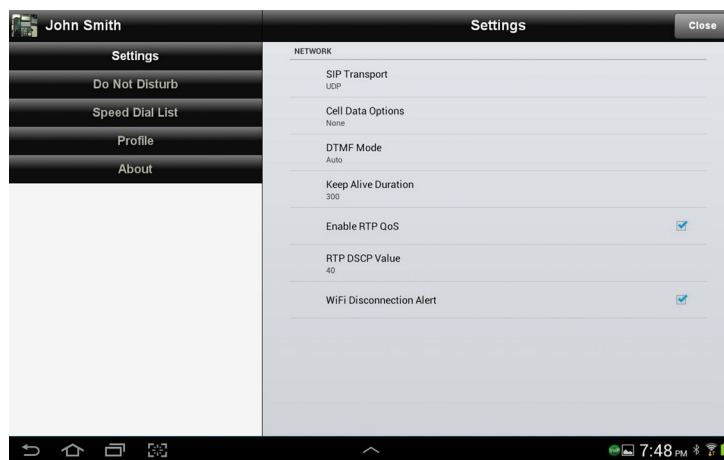 John Smith
Settings
Close
Settings
Do Not Disturb
Speed Dial List
Profile
About
NETWORK
SIP Transport
UDP
Cell Data Options
None
DTMF Mode
Auto
Keep Alive Duration
300
Enable RTP QoS
RTP DSCP Value
40
WiFi Disconnection Alert
7:48 PM